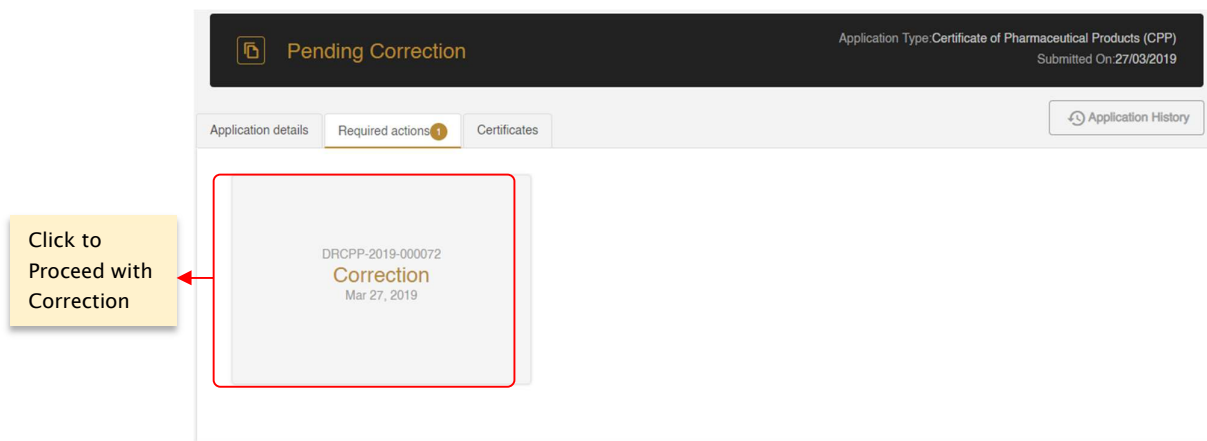 Pending Correction
Application Type:Certificate of Pharmaceutical Products (CPP)
Submitted On:27/03/2019
Application details
Required actions 1
Certificates
Application History
Click to
Proceed with
Correction
DRCPP-2019-000072
Correction
Mar 27, 2019